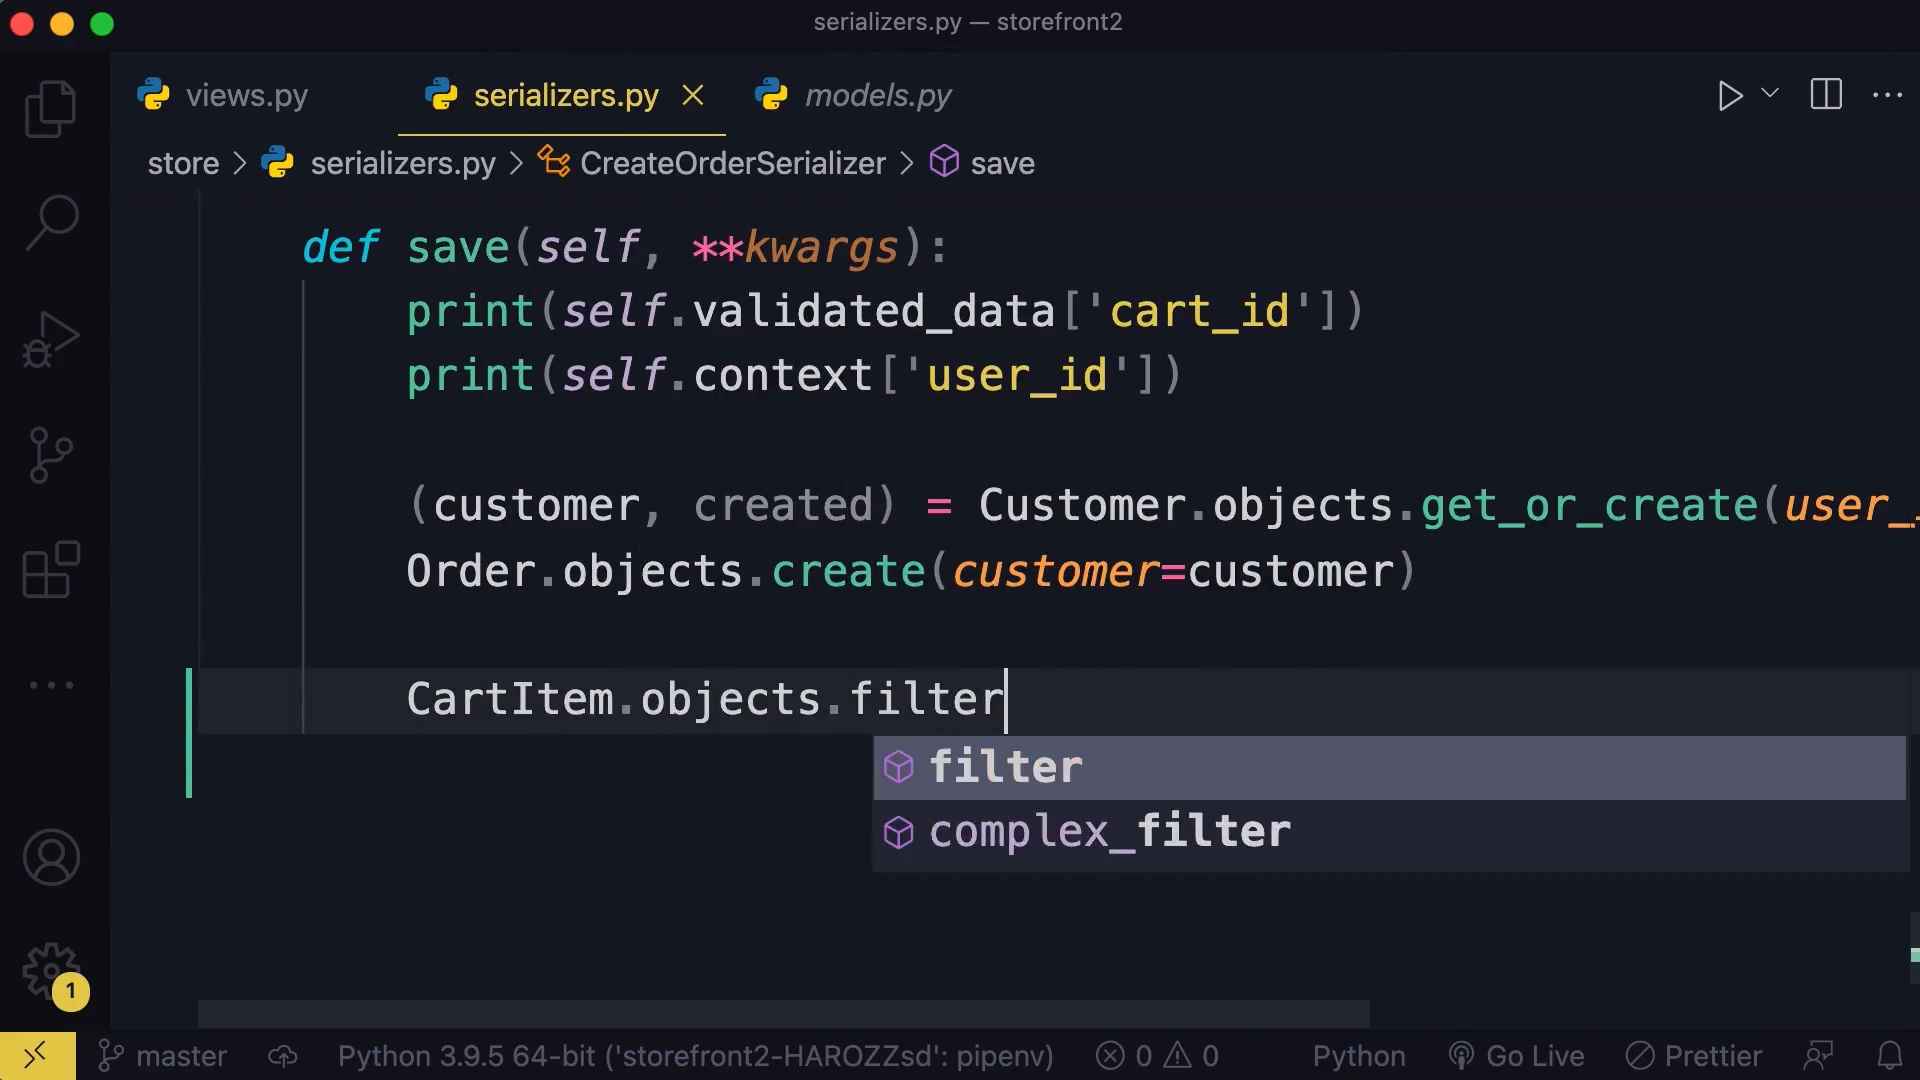 serializers.py — storefront2
views.py serializers.py models.py
store > serializers.py > CreateOrderSerializer > save
def save(self, **kwargs):
print(self.validated_data['cart_id'])
print(self.context['user_id'])
(customer, created) = Customer.objects.get_or_create(user_
Order.objects.create(customer=customer)
CartItem.objects.filter
filter
complex_filter
1
master Python 3.9.5 64-bit ('storefront2-HAROZZsd': pipenv) 0 0 Python Go Live Prettier